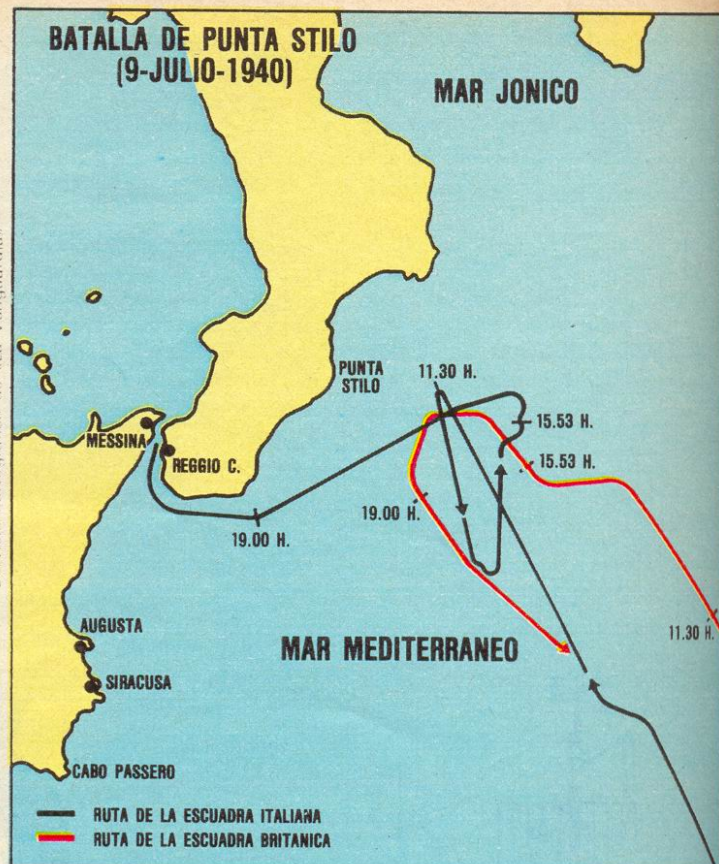 BATALLA DE PUNTA STILO
(9-JULIO-1940)
MAR JONICO
PUNTA
STILO
11.30 H.
15.53 H.
15.53 H.
MESSINA
REGGIO C.
19.00 H.
19.00 H.
11.30 H.
AUGUSTA
MAR MEDITERRANEO
SIRACUSA
CABO PASSERO
RUTA DE LA ESCUADRA ITALIANA
RUTA DE LA ESCUADRA BRITANICA